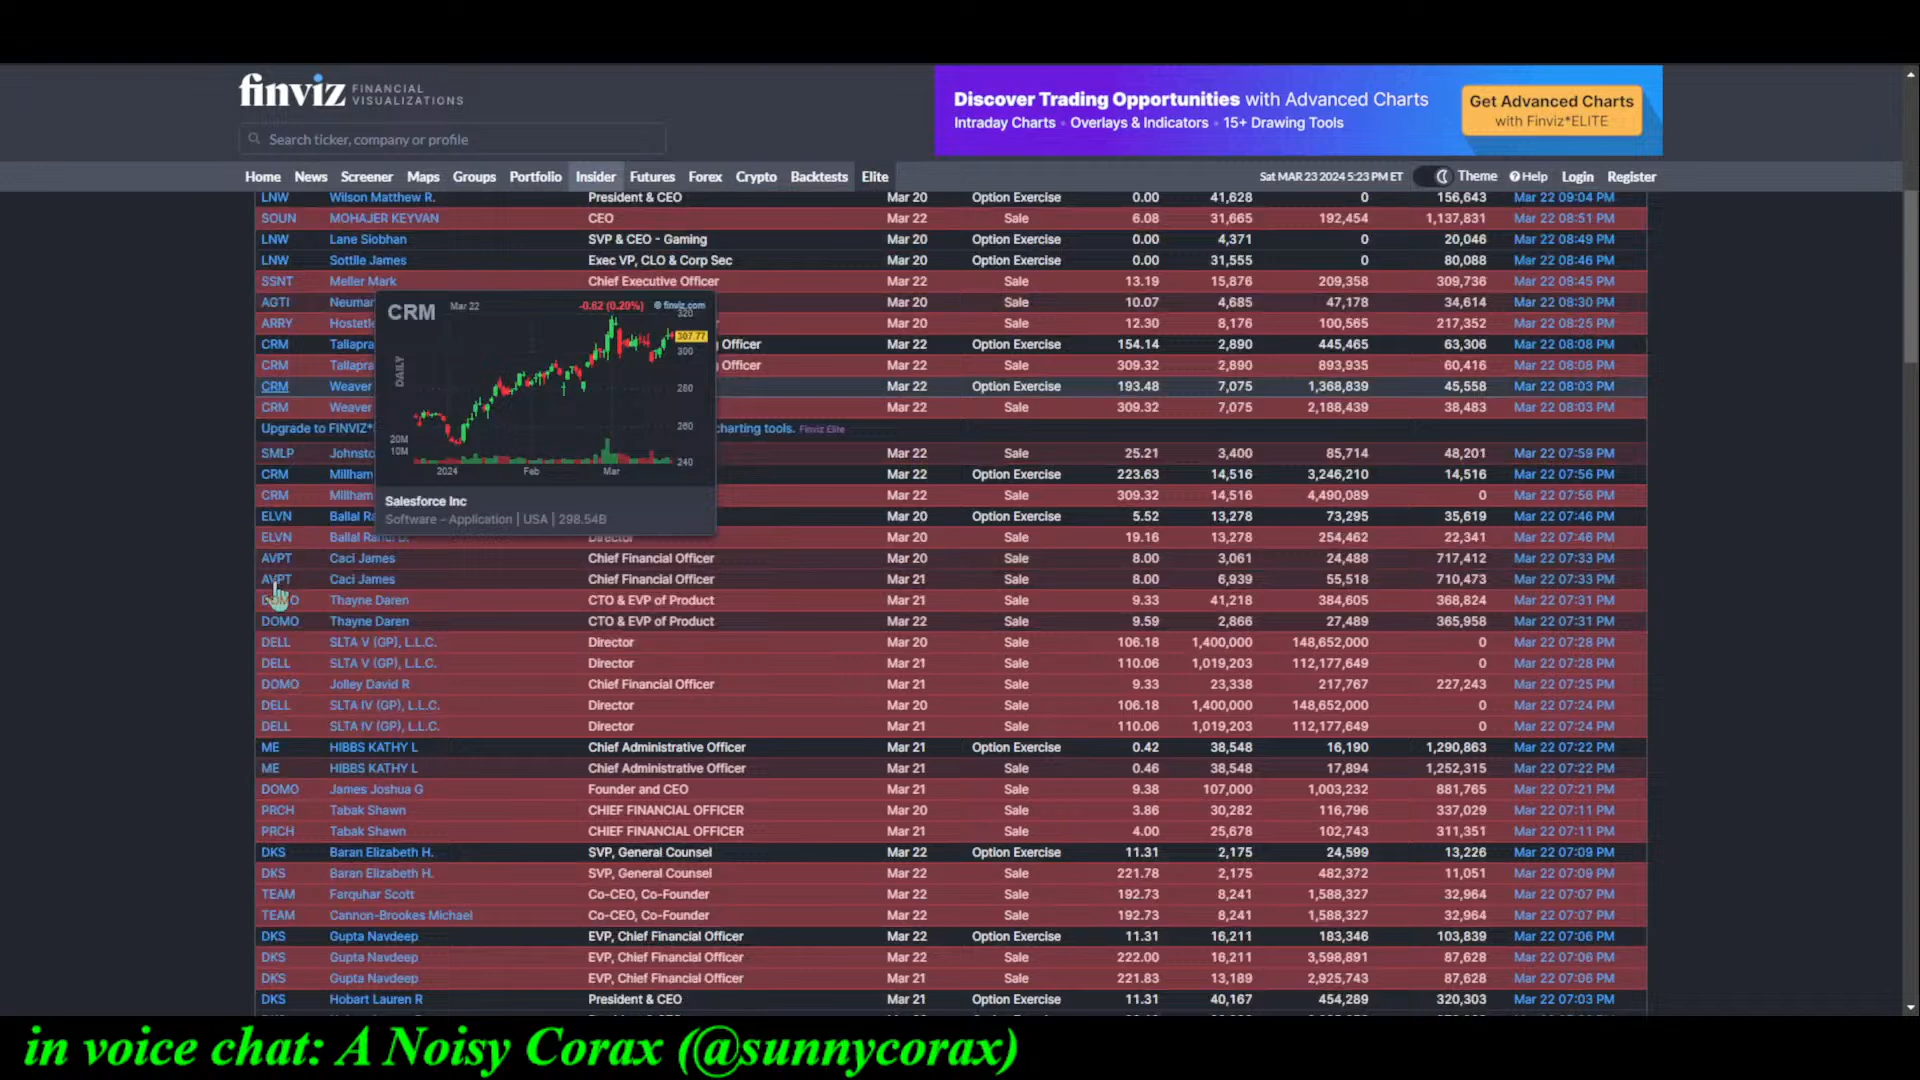 finviz FINANCIAL VISUALIZATIONS
Search ticker, company or profile
Discover Trading Opportunities with Advanced Charts
Intraday Charts • Overlays & Indicators • 15+ Drawing Tools
Get Advanced Charts
with Finviz*ELITE
Home News Screener Maps Groups Portfolio Insider Futures Forex Crypto Backtests Elite Sat MAR 23 2024 5:23 PM ET Theme Help Login Register
LNW Wilson Matthew R. President & CEO Mar 20 Option Exercise 0.00 41,628 0 156,643 Mar 22 09:04 PM
SOUN MOHAJER KEYVAN CEO Mar 22 Sale 6.08 31,665 192,454 1,137,831 Mar 22 08:51 PM
LNW Lane Siobhan SVP & CEO - Gaming Mar 20 Option Exercise 0.00 4,371 0 20,046 Mar 22 08:49 PM
LNW Sottile James Exec VP, CLO & Corp Sec Mar 20 Option Exercise 0.00 31,555 0 80,088 Mar 22 08:46 PM
SSNT Meller Mark Chief Executive Officer Mar 22 Sale 13.19 15,876 209,358 309,736 Mar 22 08:45 PM
AGTI Neuman Mar 20 Sale 10.07 4,685 47,178 34,614 Mar 22 08:30 PM
ARRY Hostetle Mar 20 Sale 12.30 8,176 100,565 217,352 Mar 22 08:25 PM
CRM Tallapra g Officer Mar 22 Option Exercise 154.14 2,890 445,465 63,306 Mar 22 08:08 PM
CRM Tallapra g Officer Mar 22 Sale 309.32 2,890 893,935 60,416 Mar 22 08:08 PM
CRM Weaver Mar 22 Option Exercise 193.48 7,075 1,368,839 45,558 Mar 22 08:03 PM
CRM Weaver Mar 22 Sale 309.32 7,075 2,188,439 38,483 Mar 22 08:03 PM
Upgrade to FINVIZ* charting tools. Finviz Elite
SMLP Johnsto Mar 22 Sale 25.21 3,400 85,714 48,201 Mar 22 07:59 PM
CRM Millham Mar 22 Option Exercise 223.63 14,516 3,246,210 14,516 Mar 22 07:56 PM
CRM Millham Mar 22 Sale 309.32 14,516 4,490,089 0 Mar 22 07:56 PM
ELVN Ballal Ra Mar 20 Option Exercise 5.52 13,278 73,295 35,619 Mar 22 07:46 PM
ELVN Ballal Director Mar 20 Sale 19.16 13,278 254,462 22,341 Mar 22 07:46 PM
CRM Mar 22 -0.62 (0.20%) © finviz.com
320
307.77
300
280
260
240
DAILY
20M
10M
2024 Feb Mar
Salesforce Inc
Software - Application | USA | 298.54B
AVPT Caci James Chief Financial Officer Mar 20 Sale 8.00 3,061 24,488 717,412 Mar 22 07:33 PM
AVPT Caci James Chief Financial Officer Mar 21 Sale 8.00 6,939 55,518 710,473 Mar 22 07:33 PM
DOMO Thayne Daren CTO & EVP of Product Mar 21 Sale 9.33 41,218 384,605 368,824 Mar 22 07:31 PM
DOMO Thayne Daren CTO & EVP of Product Mar 22 Sale 9.59 2,866 27,489 365,958 Mar 22 07:31 PM
DELL SLTA V (GP), L.L.C. Director Mar 20 Sale 106.18 1,400,000 148,652,000 0 Mar 22 07:28 PM
DELL SLTA V (GP), L.L.C. Director Mar 21 Sale 110.06 1,019,203 112,177,649 0 Mar 22 07:28 PM
DOMO Jolley David R Chief Financial Officer Mar 21 Sale 9.33 23,338 217,767 227,243 Mar 22 07:25 PM
DELL SLTA IV (GP), L.L.C. Director Mar 20 Sale 106.18 1,400,000 148,652,000 0 Mar 22 07:24 PM
DELL SLTA IV (GP), L.L.C. Director Mar 21 Sale 110.06 1,019,203 112,177,649 0 Mar 22 07:24 PM
ME HIBBS KATHY L Chief Administrative Officer Mar 21 Option Exercise 0.42 38,548 16,190 1,290,863 Mar 22 07:22 PM
ME HIBBS KATHY L Chief Administrative Officer Mar 21 Sale 0.46 38,548 17,894 1,252,315 Mar 22 07:22 PM
DOMO James Joshua G Founder and CEO Mar 21 Sale 9.38 107,000 1,003,232 881,765 Mar 22 07:21 PM
PRCH Tabak Shawn CHIEF FINANCIAL OFFICER Mar 20 Sale 3.86 30,282 116,796 337,029 Mar 22 07:11 PM
PRCH Tabak Shawn CHIEF FINANCIAL OFFICER Mar 21 Sale 4.00 25,678 102,743 311,351 Mar 22 07:11 PM
DKS Baran Elizabeth H. SVP, General Counsel Mar 22 Option Exercise 11.31 2,175 24,599 13,226 Mar 22 07:09 PM
DKS Baran Elizabeth H. SVP, General Counsel Mar 22 Sale 221.78 2,175 482,372 11,051 Mar 22 07:09 PM
TEAM Farquhar Scott Co-CEO, Co-Founder Mar 22 Sale 192.73 8,241 1,588,327 32,964 Mar 22 07:07 PM
TEAM Cannon-Brookes Michael Co-CEO, Co-Founder Mar 22 Sale 192.73 8,241 1,588,327 32,964 Mar 22 07:07 PM
DKS Gupta Navdeep EVP, Chief Financial Officer Mar 22 Option Exercise 11.31 16,211 183,346 103,839 Mar 22 07:06 PM
DKS Gupta Navdeep EVP, Chief Financial Officer Mar 22 Sale 222.00 16,211 3,598,891 87,628 Mar 22 07:06 PM
DKS Gupta Navdeep EVP, Chief Financial Officer Mar 21 Sale 221.83 13,189 2,925,743 87,628 Mar 22 07:06 PM
DKS Hobart Lauren R President & CEO Mar 21 Option Exercise 11.31 40,167 454,289 320,303 Mar 22 07:03 PM
in voice chat: A Noisy Corax (@sunnycorax)